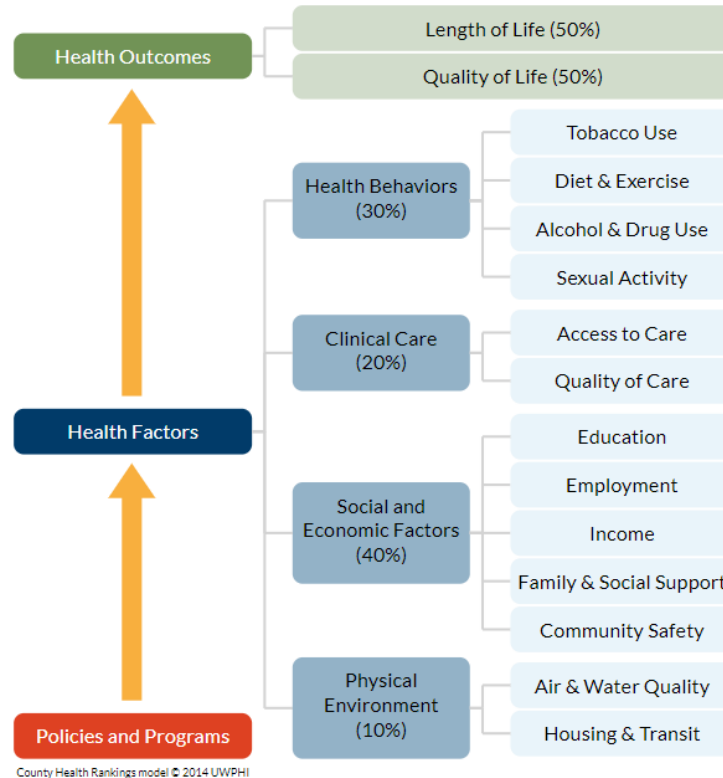 Health Outcomes
Length of Life (50%)
Quality of Life (50%)
Health Behaviors
(30%)
Tobacco Use
Diet & Exercise
Alcohol & Drug Use
Sexual Activity
Clinical Care
(20%)
Access to Care
Quality of Care
Health Factors
Social and
Economic Factors
(40%)
Education
Employment
Income
Family & Social Support
Community Safety
Physical
Environment
(10%)
Air & Water Quality
Housing & Transit
Policies and Programs
County Health Rankings model © 2014 UWPHI